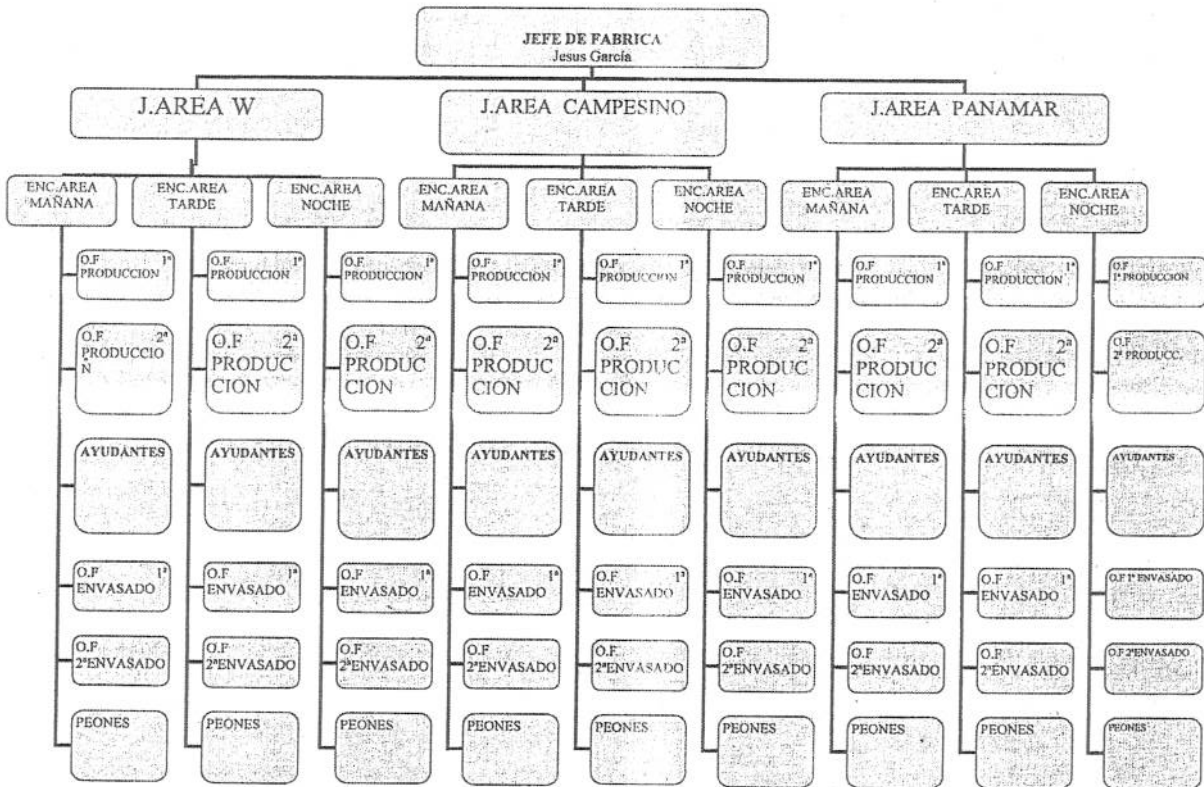 JEFE DE FABRICA
Jesus García
J.AREA W
J.AREA CAMPESINO
J.AREA PANAMAR
ENC.AREA
MAÑANA
ENC.AREA
TARDE
ENC.AREA
NOCHE
ENC.AREA
MAÑANA
ENC.AREA
TARDE
ENC.AREA
NOCHE
ENC.AREA
MAÑANA
ENC.AREA
TARDE
ENC.AREA
NOCHE
O.F 1ª
PRODUCCION
O.F 1ª
PRODUCCION
O.F 1ª
PRODUCCION
O.F 1ª
PRODUCCION
O.F 1ª
PRODUCCION
O.F 1ª
PRODUCCION
O.F 1ª
PRODUCCION
O.F 1ª
PRODUCCION
O.F
1ª PRODUCCION
O.F 2ª
PRODUCCIO
N
O.F 2ª
PRODUC
CION
O.F 2ª
PRODUC
CION
O.F 2ª
PRODUC
CION
O.F 2ª
PRODUC
CION
O.F 2ª
PRODUC
CION
O.F 2ª
PRODUC
CION
O.F 2ª
PRODUC
CION
O.F
2ª PRODUCC.
AYUDANTES
AYUDANTES
AYUDANTES
AYUDANTES
AYUDANTES
AYUDANTES
AYUDANTES
AYUDANTES
AYUDANTES
O.F 1ª
ENVASADO
O.F 1ª
ENVASADO
O.F 1ª
ENVASADO
O.F 1ª
ENVASADO
O.F 1ª
ENVASADO
O.F 1ª
ENVASADO
O.F 1ª
ENVASADO
O.F 1ª
ENVASADO
O.F 1ª ENVASADO
O.F
2ªENVASADO
O.F
2ªENVASADO
O.F
2ªENVASADO
O.F
2ªENVASADO
O.F
2ªENVASADO
O.F
2ªENVASADO
O.F
2ªENVASADO
O.F
2ªENVASADO
O.F 2ªENVASADO
PEONES
PEONES
PEONES
PEONES
PEONES
PEONES
PEONES
PEONES
PEONES